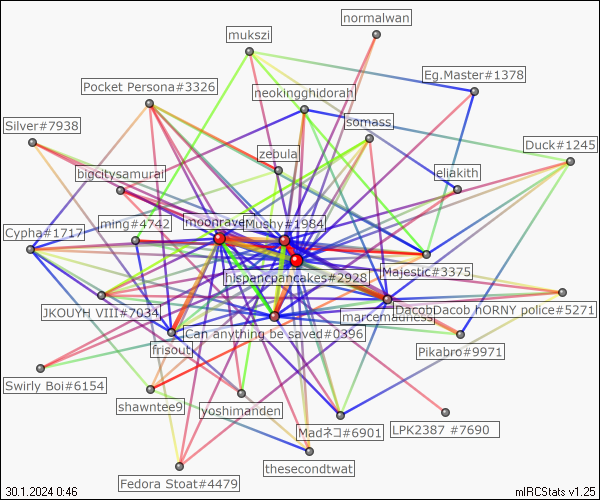 normalwan
mukszi
Eg.Master#1378
Pocket Persona#3326
neokingghidorah
Silver#7938
somass
Duck#1245
zebula
bigcitysamurai
eliakith
ming#4742
moonrave
Mushy#1984
Cypha#1717
Majestic#3375
hispancpancakes#2928
JKOUYH VIII#7034
DacobDacob hORNY police#5271
marcemadness
Can anything be saved#0396
frisouti
Pikabro#9971
Swirly Boi#6154
shawntee9
yoshimanden
Madネコ#6901
LPK2387 #7690
thesecondtwat
Fedora Stoat#4479
30.1.2024 0:46
mIRCStats v1.25